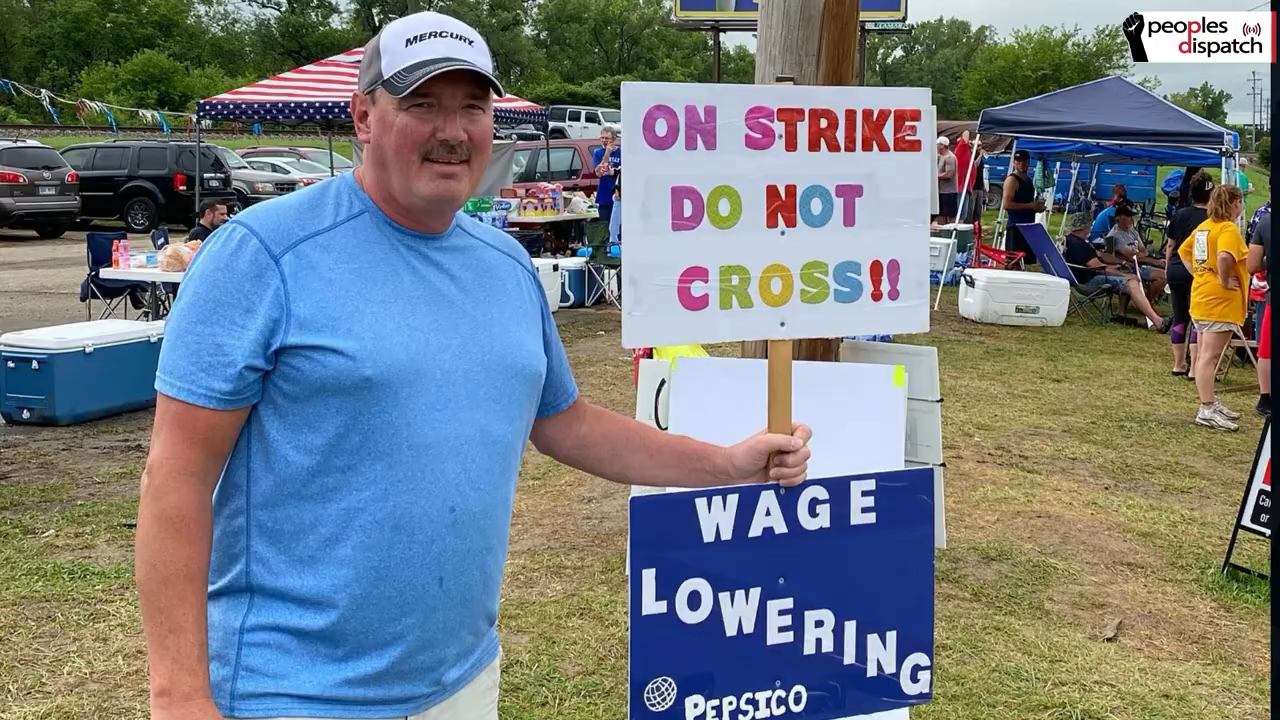 MERCURY
peoples
dispatch
ON STRIKE
DO NOT
CROSS!!
WAGE
LOWERING
PEPSICO